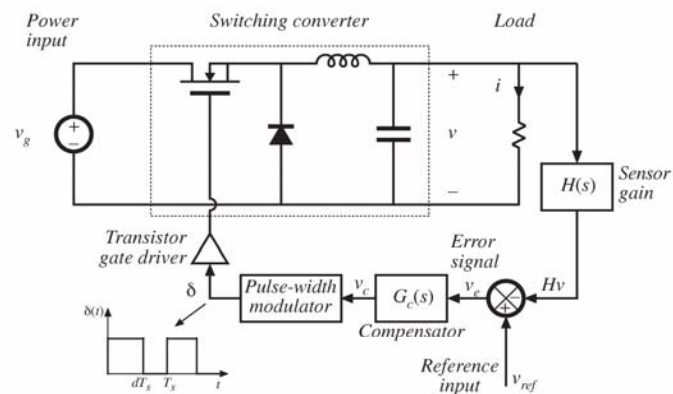 Power
input
Switching converter
Load
+
i
v_g
+
−
v
−
H(s)
Sensor
gain
Transistor
gate driver
Error
signal
δ
Pulse-width
modulator
v_c
G_c(s)
v_e
−
+
Hv
Compensator
δ(t)
dT_s
T_s
t
Reference
input
v_ref